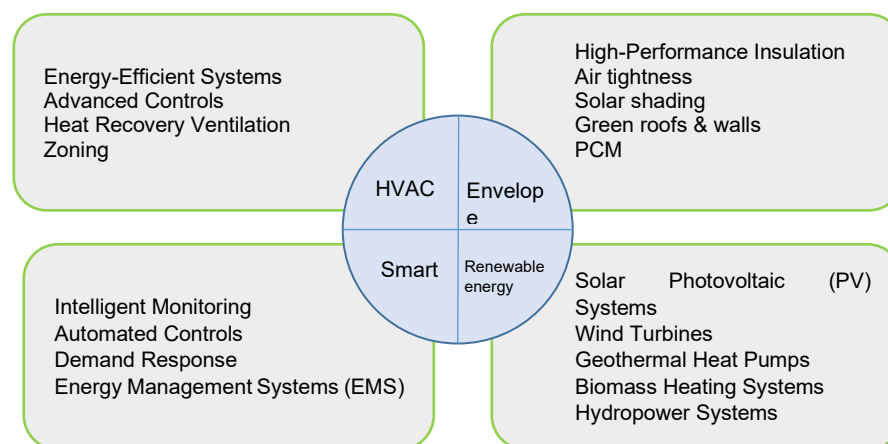 Energy-Efficient Systems
Advanced Controls
Heat Recovery Ventilation
Zoning
High-Performance Insulation
Air tightness
Solar shading
Green roofs & walls
PCM
HVAC
Envelop
e
Smart
Renewable
energy
Intelligent Monitoring
Automated Controls
Demand Response
Energy Management Systems (EMS)
Solar Photovoltaic (PV)
Systems
Wind Turbines
Geothermal Heat Pumps
Biomass Heating Systems
Hydropower Systems